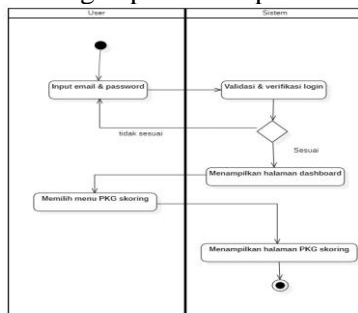 User
Sistem
Input email & password
Validasi & verifikasi login
tidak sesuai
Sesuai
Menampilkan halaman dashboard
Memilih menu PKG skoring
Menampilkan halaman PKG skoring